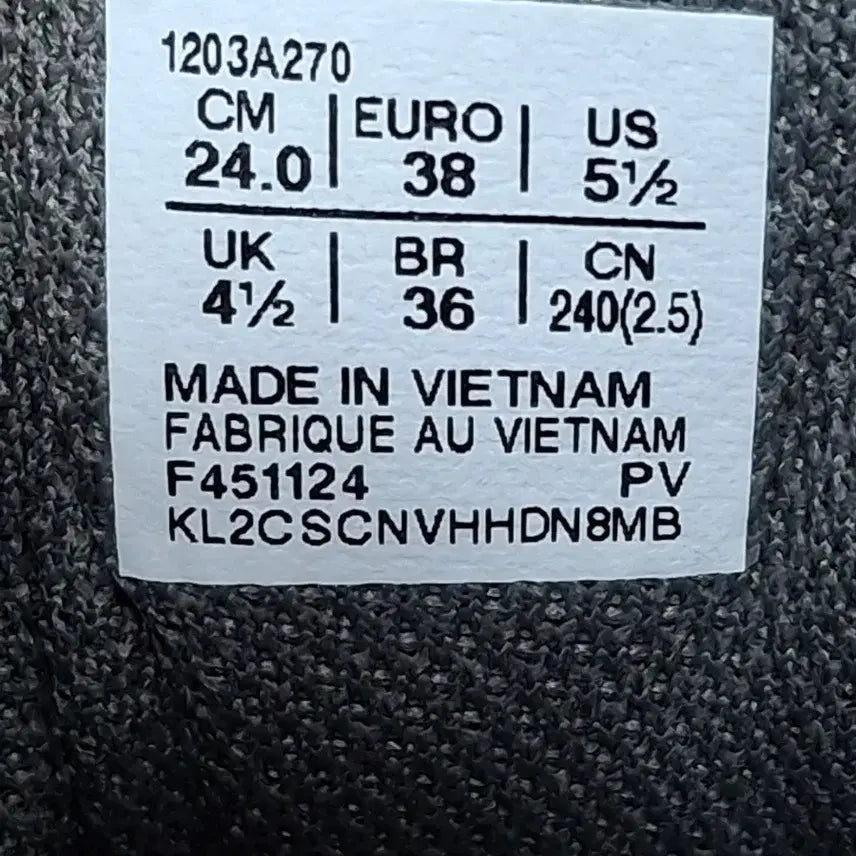 1203A270
CM | EURO | US
24.0 | 38 | 5½
UK | BR | CN
4½ | 36 | 240(2.5)
MADE IN VIETNAM
FABRIQUE AU VIETNAM
F451124 PV
KL2CSCNVHHDN8MB